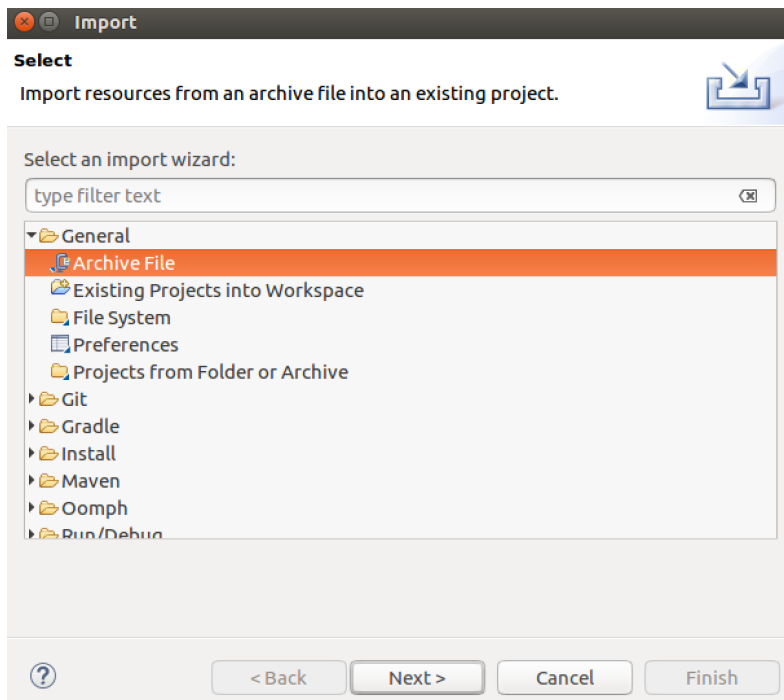 Import
Select
Import resources from an archive file into an existing project.
Select an import wizard:
type filter text
General
Archive File
Existing Projects into Workspace
File System
Preferences
Projects from Folder or Archive
Git
Gradle
Install
Maven
Oomph
Run/Debug
?
< Back Next > Cancel Finish